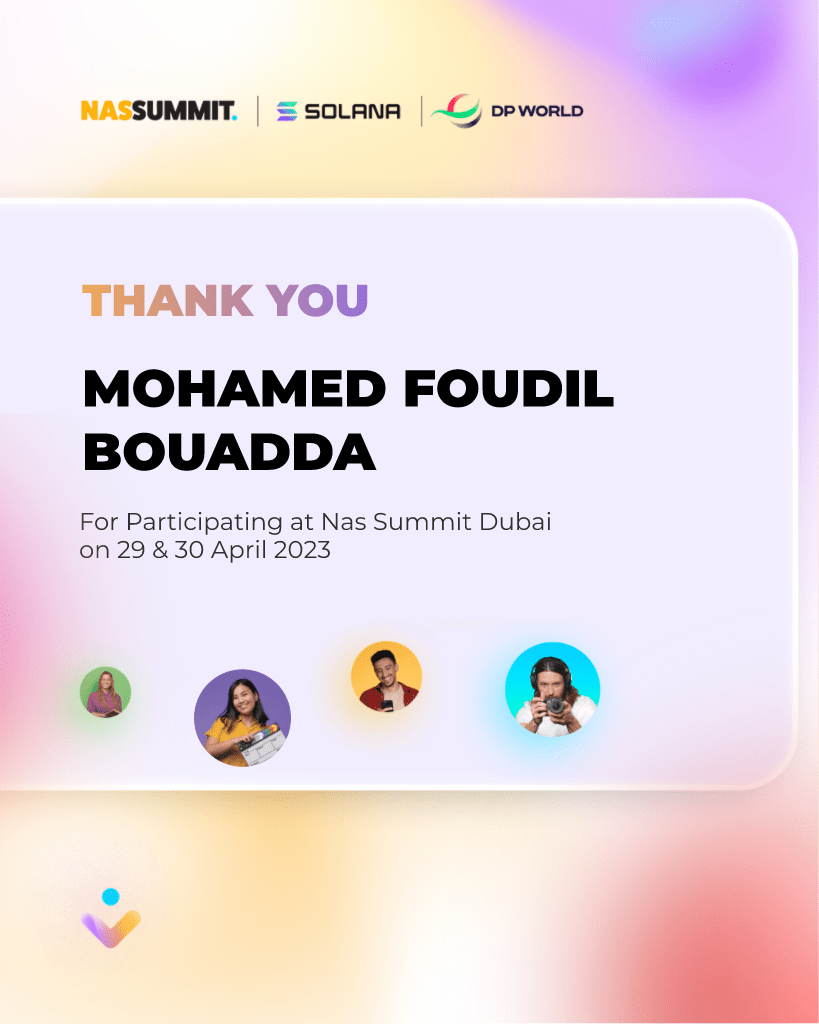 NASSUMMIT.
SOLANA
DP WORLD
THANK YOU
MOHAMED FOUDIL
BOUADDA
For Participating at Nas Summit Dubai
on 29 & 30 April 2023